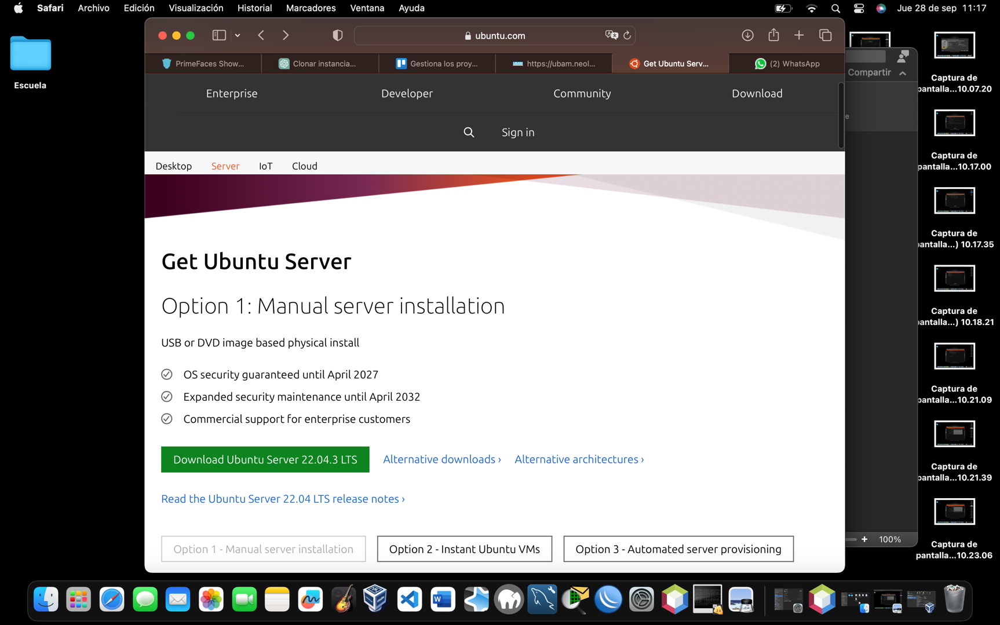 Safari Archivo Edición Visualización Historial Marcadores Ventana Ayuda Jue 28 de sep 11:17
Escuela
ubuntu.com
PrimeFaces Show...
Clonar instancia...
Gestiona los proy...
https://ubam.neol...
Get Ubuntu Serv...
(2) WhatsApp
Compartir
Enterprise Developer Community Download
Sign in
Desktop Server IoT Cloud
Get Ubuntu Server
Option 1: Manual server installation
USB or DVD image based physical install
OS security guaranteed until April 2027
Expanded security maintenance until April 2032
Commercial support for enterprise customers
Download Ubuntu Server 22.04.3 LTS Alternative downloads › Alternative architectures ›
Read the Ubuntu Server 22.04 LTS release notes ›
Option 1 - Manual server installation Option 2 - Instant Ubuntu VMs Option 3 - Automated server provisioning
100%
Captura de
pantalla...10.07.20
Captura de
pantalla...10.17.00
Captura de
pantalla...) 10.17.35
Captura de
pantalla...) 10.18.21
Captura de
pantalla...10.21.09
Captura de
pantalla...10.21.39
Captura de
pantalla...10.23.06